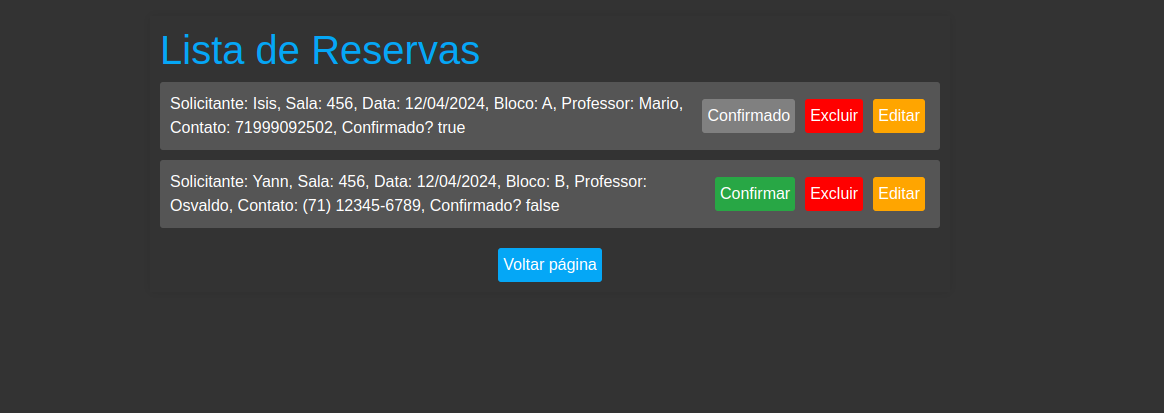 Lista de Reservas
Solicitante: Isis, Sala: 456, Data: 12/04/2024, Bloco: A, Professor: Mario,
Contato: 71999092502, Confirmado? true
Confirmado Excluir Editar
Solicitante: Yann, Sala: 456, Data: 12/04/2024, Bloco: B, Professor:
Osvaldo, Contato: (71) 12345-6789, Confirmado? false
Confirmar Excluir Editar
Voltar página